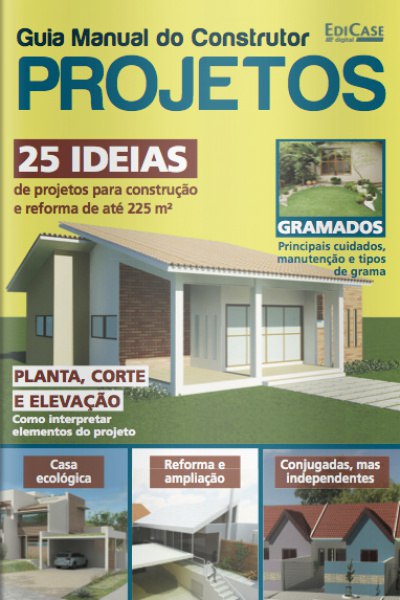 Guia Manual do Construtor
EDICASE
digital
PROJETOS
25 IDEIAS
de projetos para construção
e reforma de até 225 m²
GRAMADOS
Principais cuidados,
manutenção e tipos
de grama
PLANTA, CORTE
E ELEVAÇÃO
Como interpretar
elementos do projeto
Casa
ecológica
Reforma e
ampliação
Conjugadas, mas
independentes